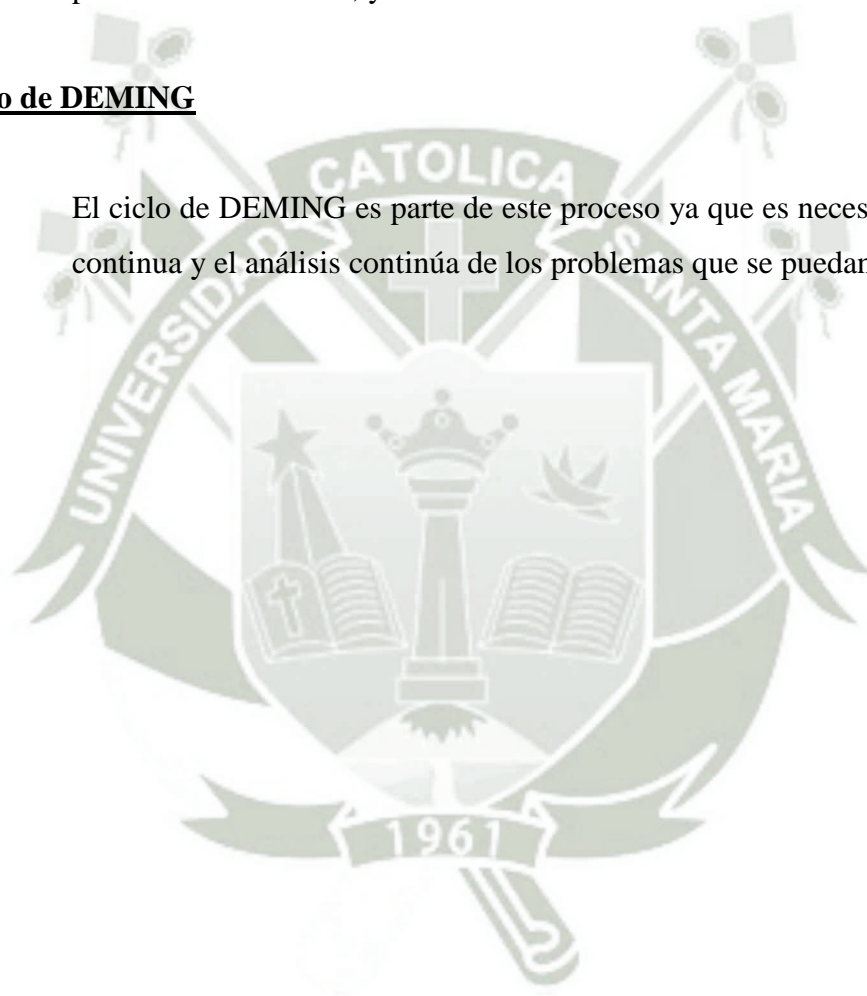 o de DEMING
El ciclo de DEMING es parte de este proceso ya que es neces
continua y el análisis continúa de los problemas que se puedan
UNIVERSIDAD CATOLICA SANTA MARIA
1961